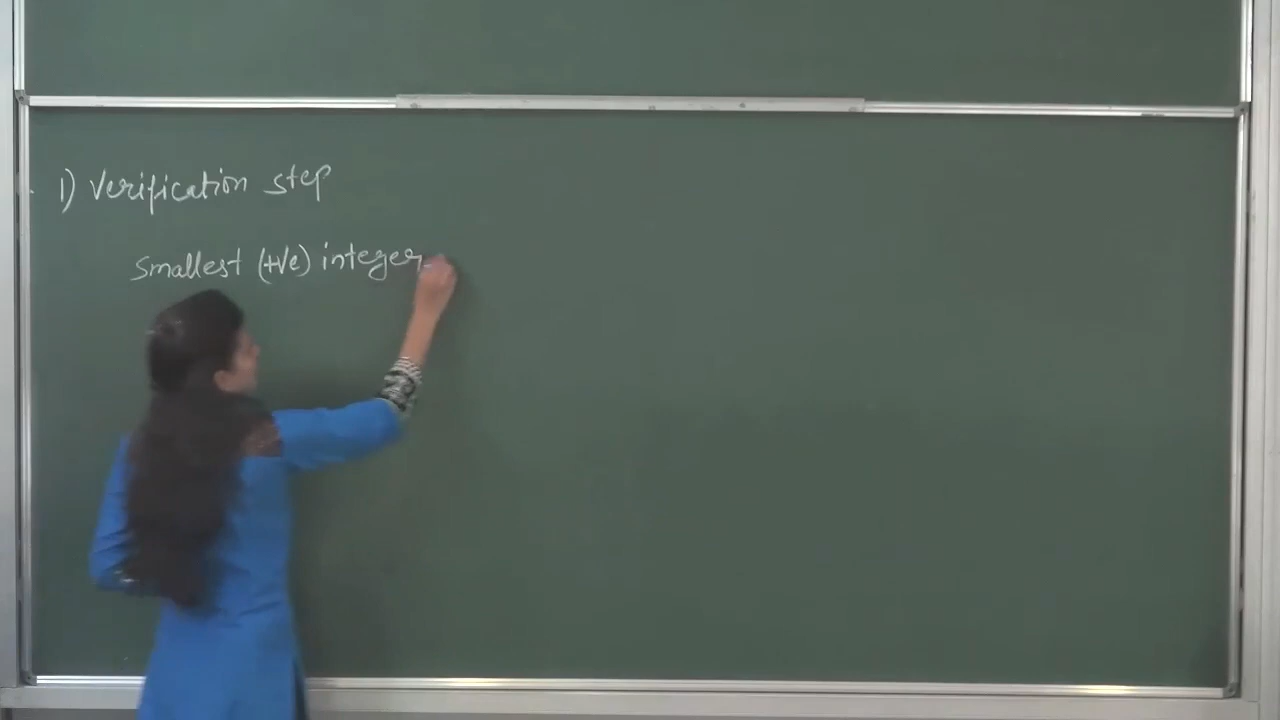 1) Verification step
Smallest (+ve) integer